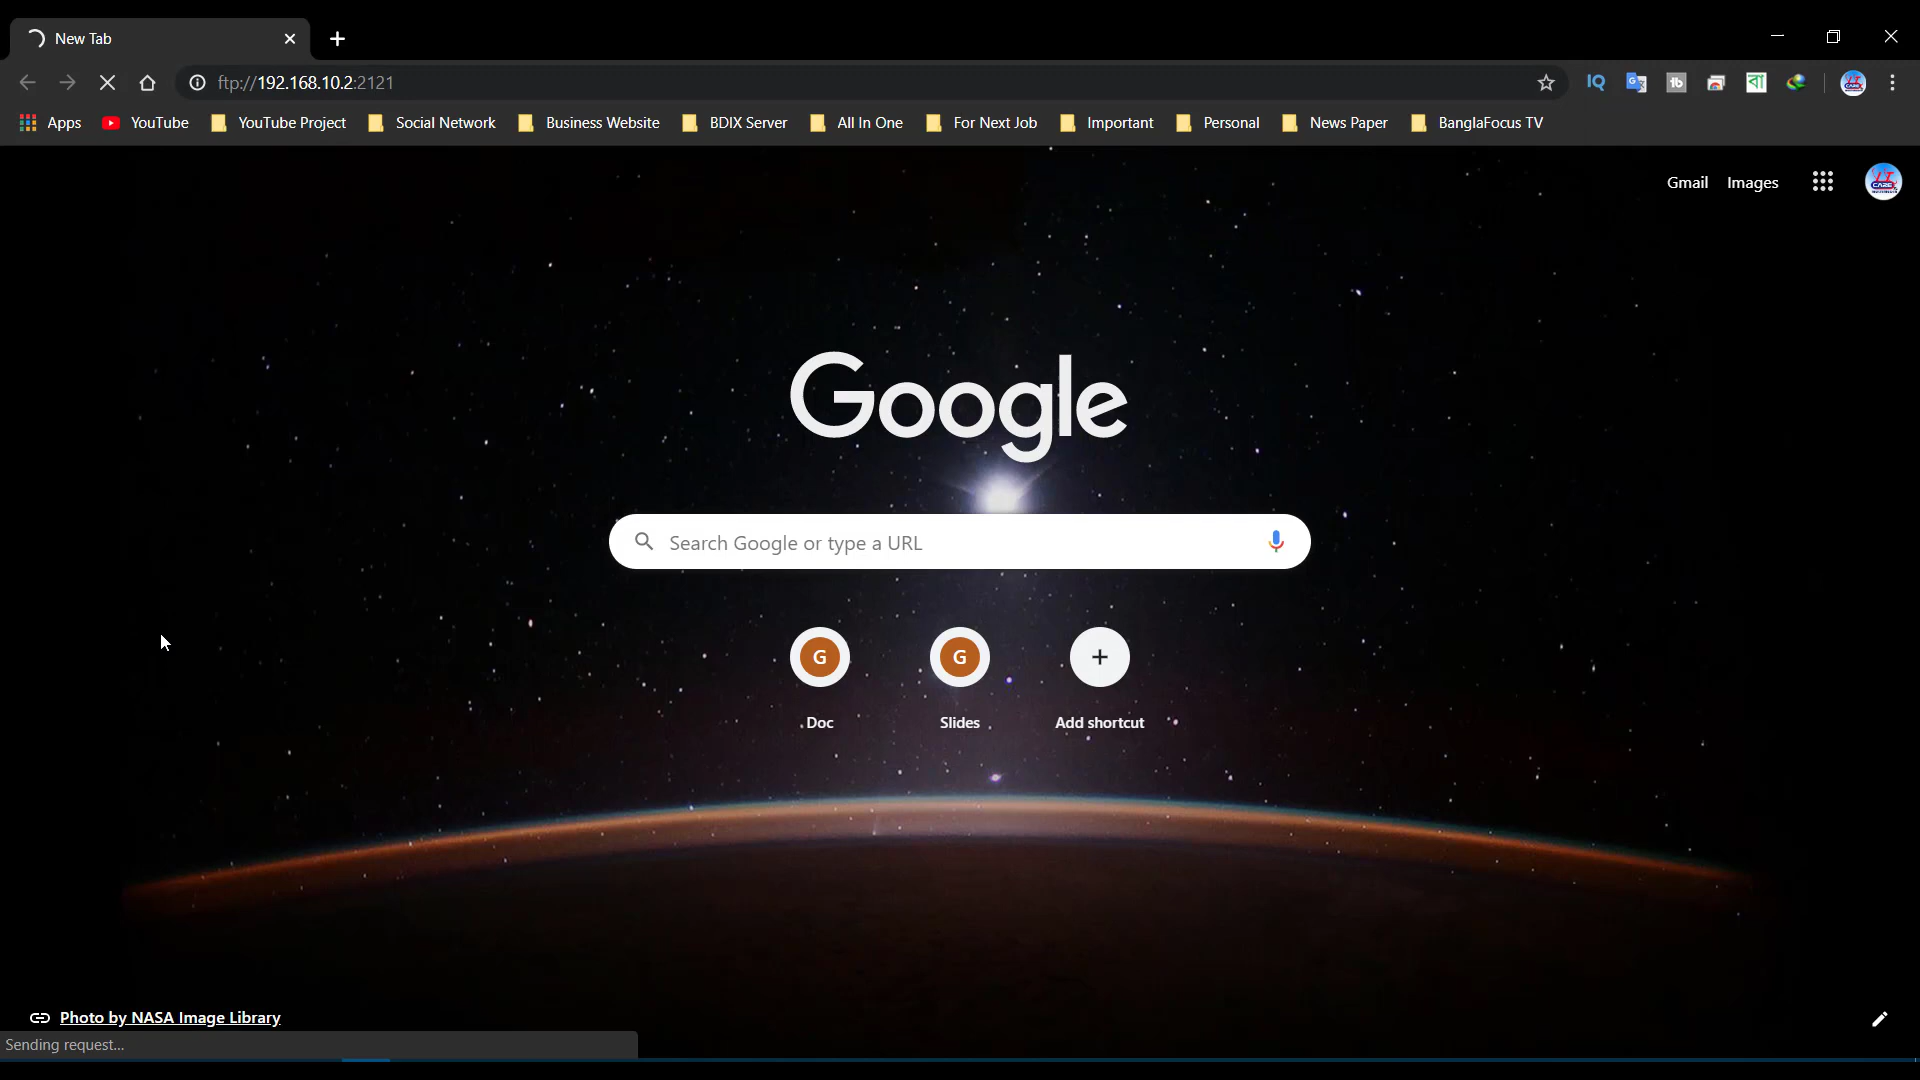 New Tab
ftp://192.168.10.2:2121
Apps YouTube YouTube Project Social Network Business Website BDIX Server All In One For Next Job Important Personal News Paper BanglaFocus TV
Gmail Images
Google
Search Google or type a URL
G G
Doc Slides Add shortcut
Photo by NASA Image Library
Sending request...